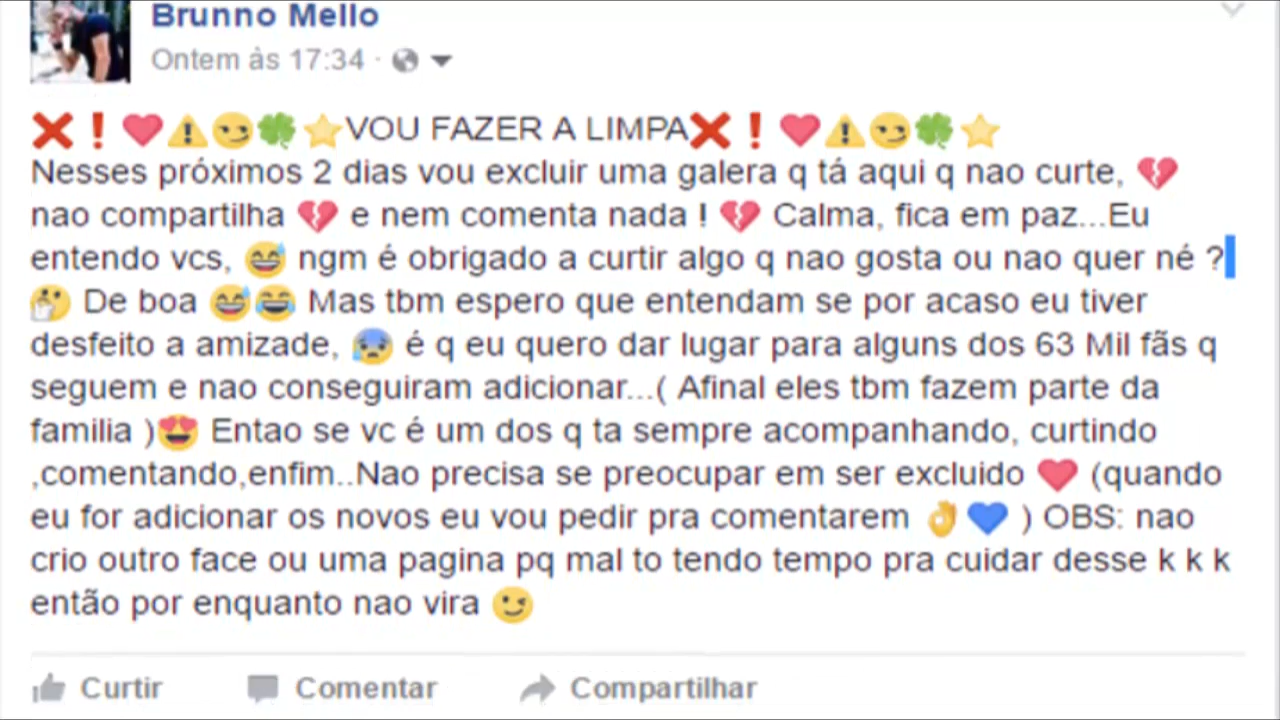 Brunno Mello
Ontem às 17:34 ·
❌❗❤️⚠️😏🍀⭐VOU FAZER A LIMPA❌❗❤️⚠️😏🍀⭐
Nesses próximos 2 dias vou excluir uma galera q tá aqui q nao curte, 💔
nao compartilha 💔 e nem comenta nada ! 💔 Calma, fica em paz...Eu
entendo vcs, 😅 ngm é obrigado a curtir algo q nao gosta ou nao quer né ?
🤔 De boa 😅😂 Mas tbm espero que entendam se por acaso eu tiver
desfeito a amizade, 😰 é q eu quero dar lugar para alguns dos 63 Mil fãs q
seguem e nao conseguiram adicionar...( Afinal eles tbm fazem parte da
familia )😍 Entao se vc é um dos q ta sempre acompanhando, curtindo
,comentando,enfim..Nao precisa se preocupar em ser excluido ❤️ (quando
eu for adicionar os novos eu vou pedir pra comentarem 👌💙 ) OBS: nao
crio outro face ou uma pagina pq mal to tendo tempo pra cuidar desse k k k
então por enquanto nao vira 😉
Curtir Comentar Compartilhar